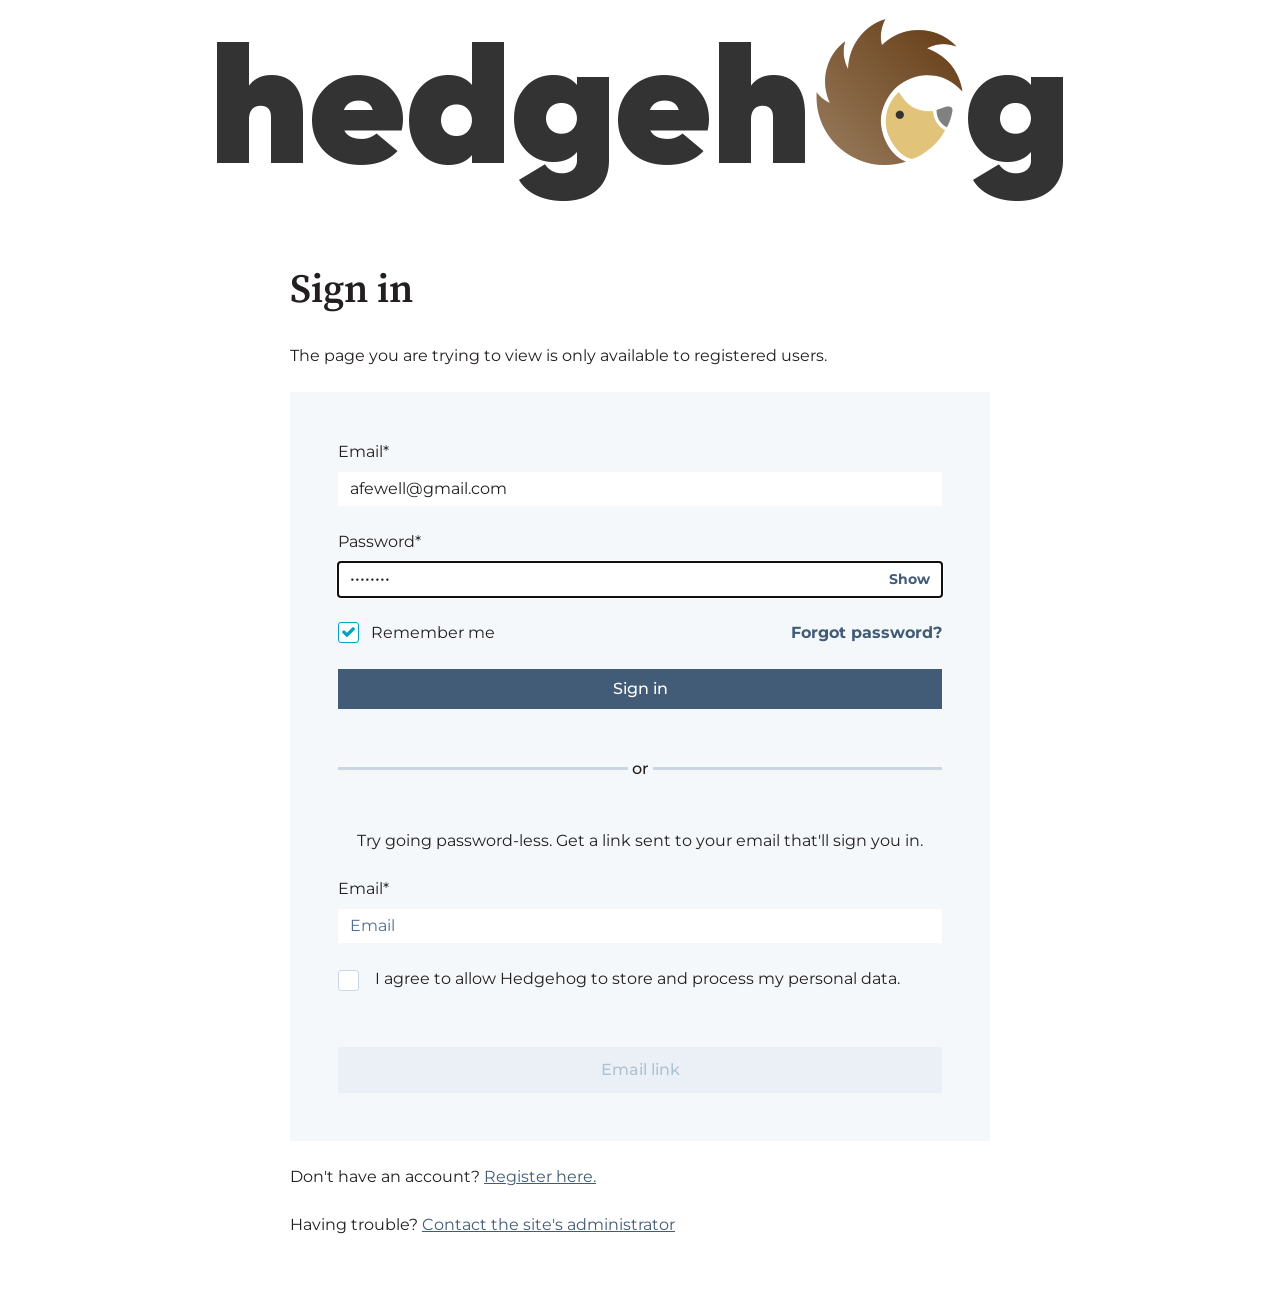 hedgehog
Sign in
The page you are trying to view is only available to registered users.
Email*
afewell@gmail.com
Password*
••••••••
Show
Remember me
Forgot password?
Sign in
or
Try going password-less. Get a link sent to your email that'll sign you in.
Email*
Email
I agree to allow Hedgehog to store and process my personal data.
Email link
Don't have an account? Register here.
Having trouble? Contact the site's administrator